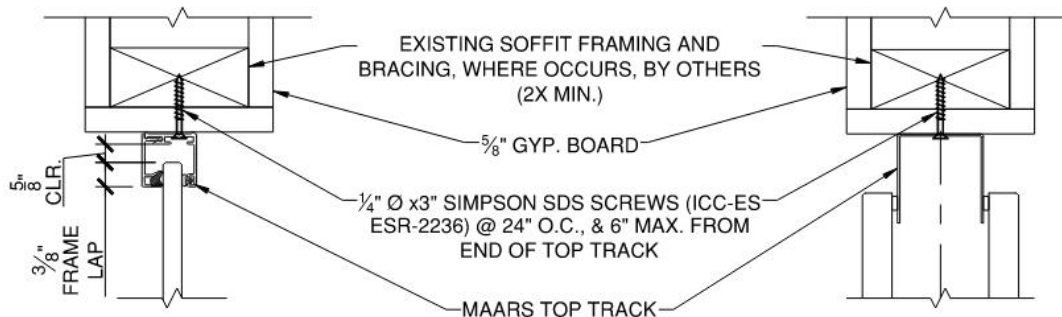 EXISTING SOFFIT FRAMING AND
BRACING, WHERE OCCURS, BY OTHERS
(2X MIN.)
⅝" GYP. BOARD
⅝"
CLR.
¼" Ø x3" SIMPSON SDS SCREWS (ICC-ES
ESR-2236) @ 24" O.C., & 6" MAX. FROM
END OF TOP TRACK
3/8"
FRAME
LAP
MAARS TOP TRACK